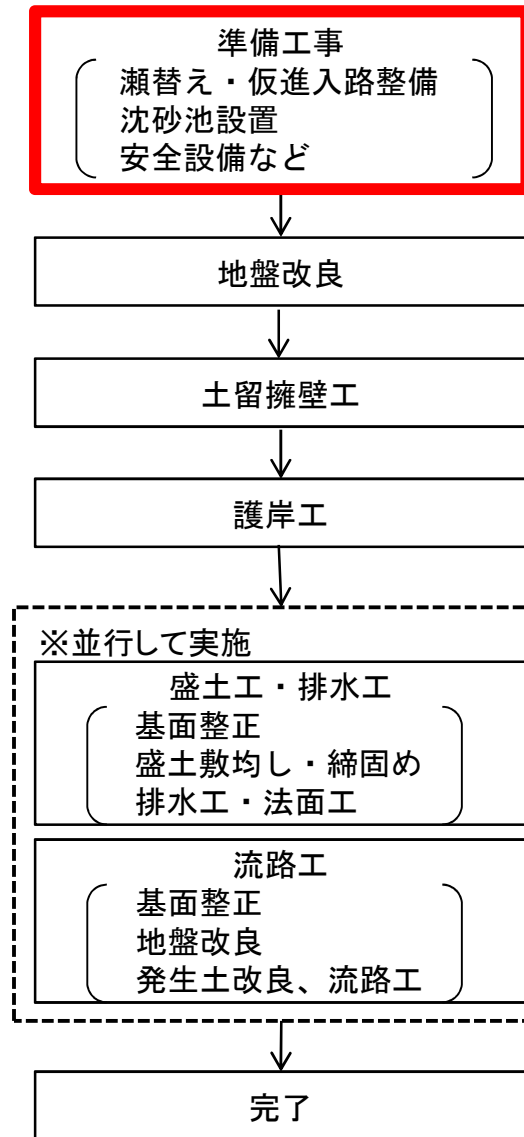 準備工事
瀬替え・仮進入路整備
沈砂池設置
安全設備など
地盤改良
土留擁壁工
護岸工
※並行して実施
盛土工・排水工
基面整正
盛土敷均し・締固め
排水工・法面工
流路工
基面整正
地盤改良
発生土改良、流路工
完了